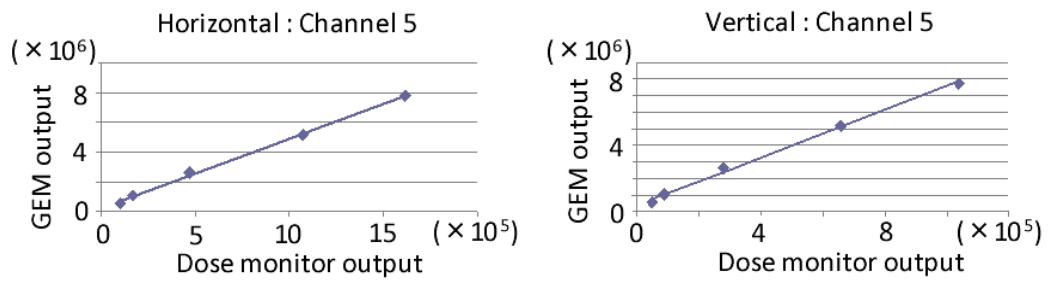 Horizontal : Channel 5
(×10⁶)
GEM output
8
4
0
0 5 10 15 (×10⁵)
Dose monitor output
Vertical : Channel 5
(×10⁶)
GEM output
8
4
0
0 4 8 (×10⁵)
Dose monitor output